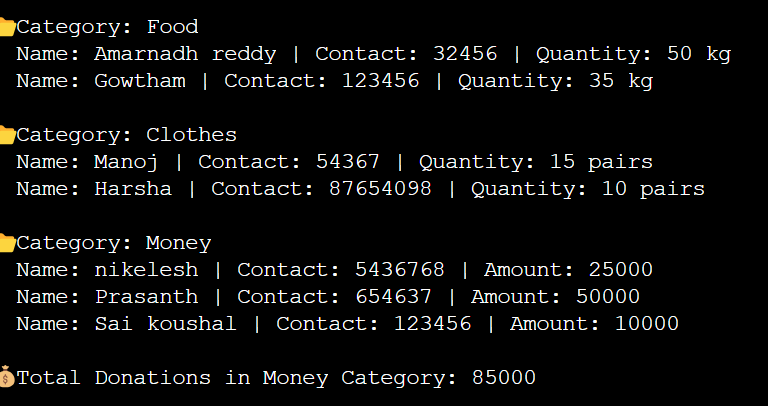 📂Category: Food
Name: Amarnadh reddy | Contact: 32456 | Quantity: 50 kg
Name: Gowtham | Contact: 123456 | Quantity: 35 kg
📂Category: Clothes
Name: Manoj | Contact: 54367 | Quantity: 15 pairs
Name: Harsha | Contact: 87654098 | Quantity: 10 pairs
📂Category: Money
Name: nikelesh | Contact: 5436768 | Amount: 25000
Name: Prasanth | Contact: 654637 | Amount: 50000
Name: Sai koushal | Contact: 123456 | Amount: 10000
💰Total Donations in Money Category: 85000